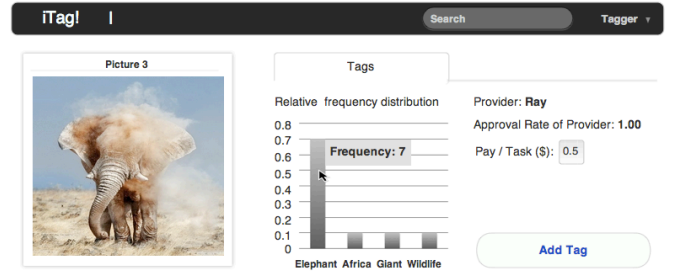 iTag! |
Search
Tagger ▼
Picture 3
Tags
Relative frequency distribution
0.8
0.7
0.6
0.5
0.4
0.3
0.2
0.1
0
Frequency: 7
Elephant Africa Giant Wildlife
Provider: Ray
Approval Rate of Provider: 1.00
Pay / Task ($): 0.5
Add Tag